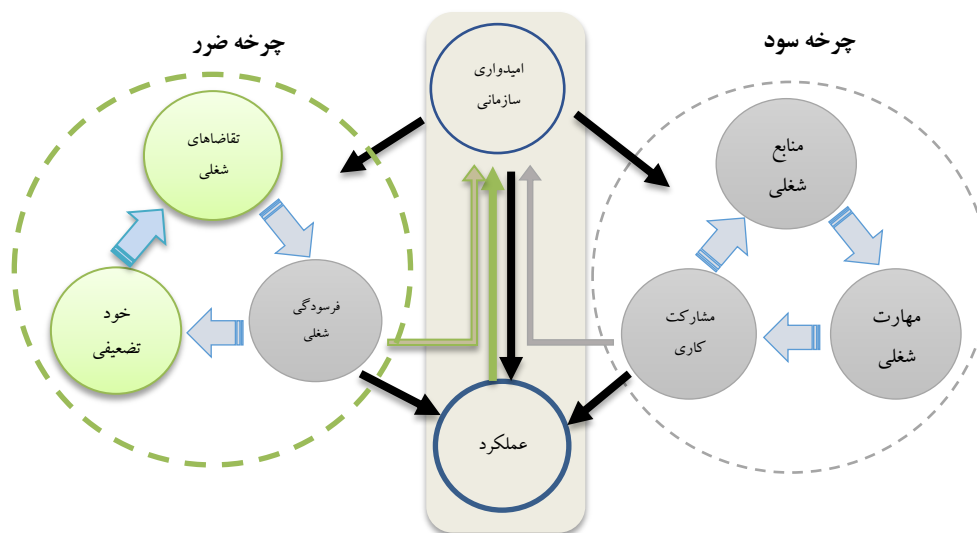 چرخه سود
چرخه ضرر
امیدواری
سازمانی
منابع
شغلی
مهارت
شغلی
مشارکت
کاری
تقاضاهای
شغلی
فرسودگی
شغلی
خود
تضعیفی
عملکرد